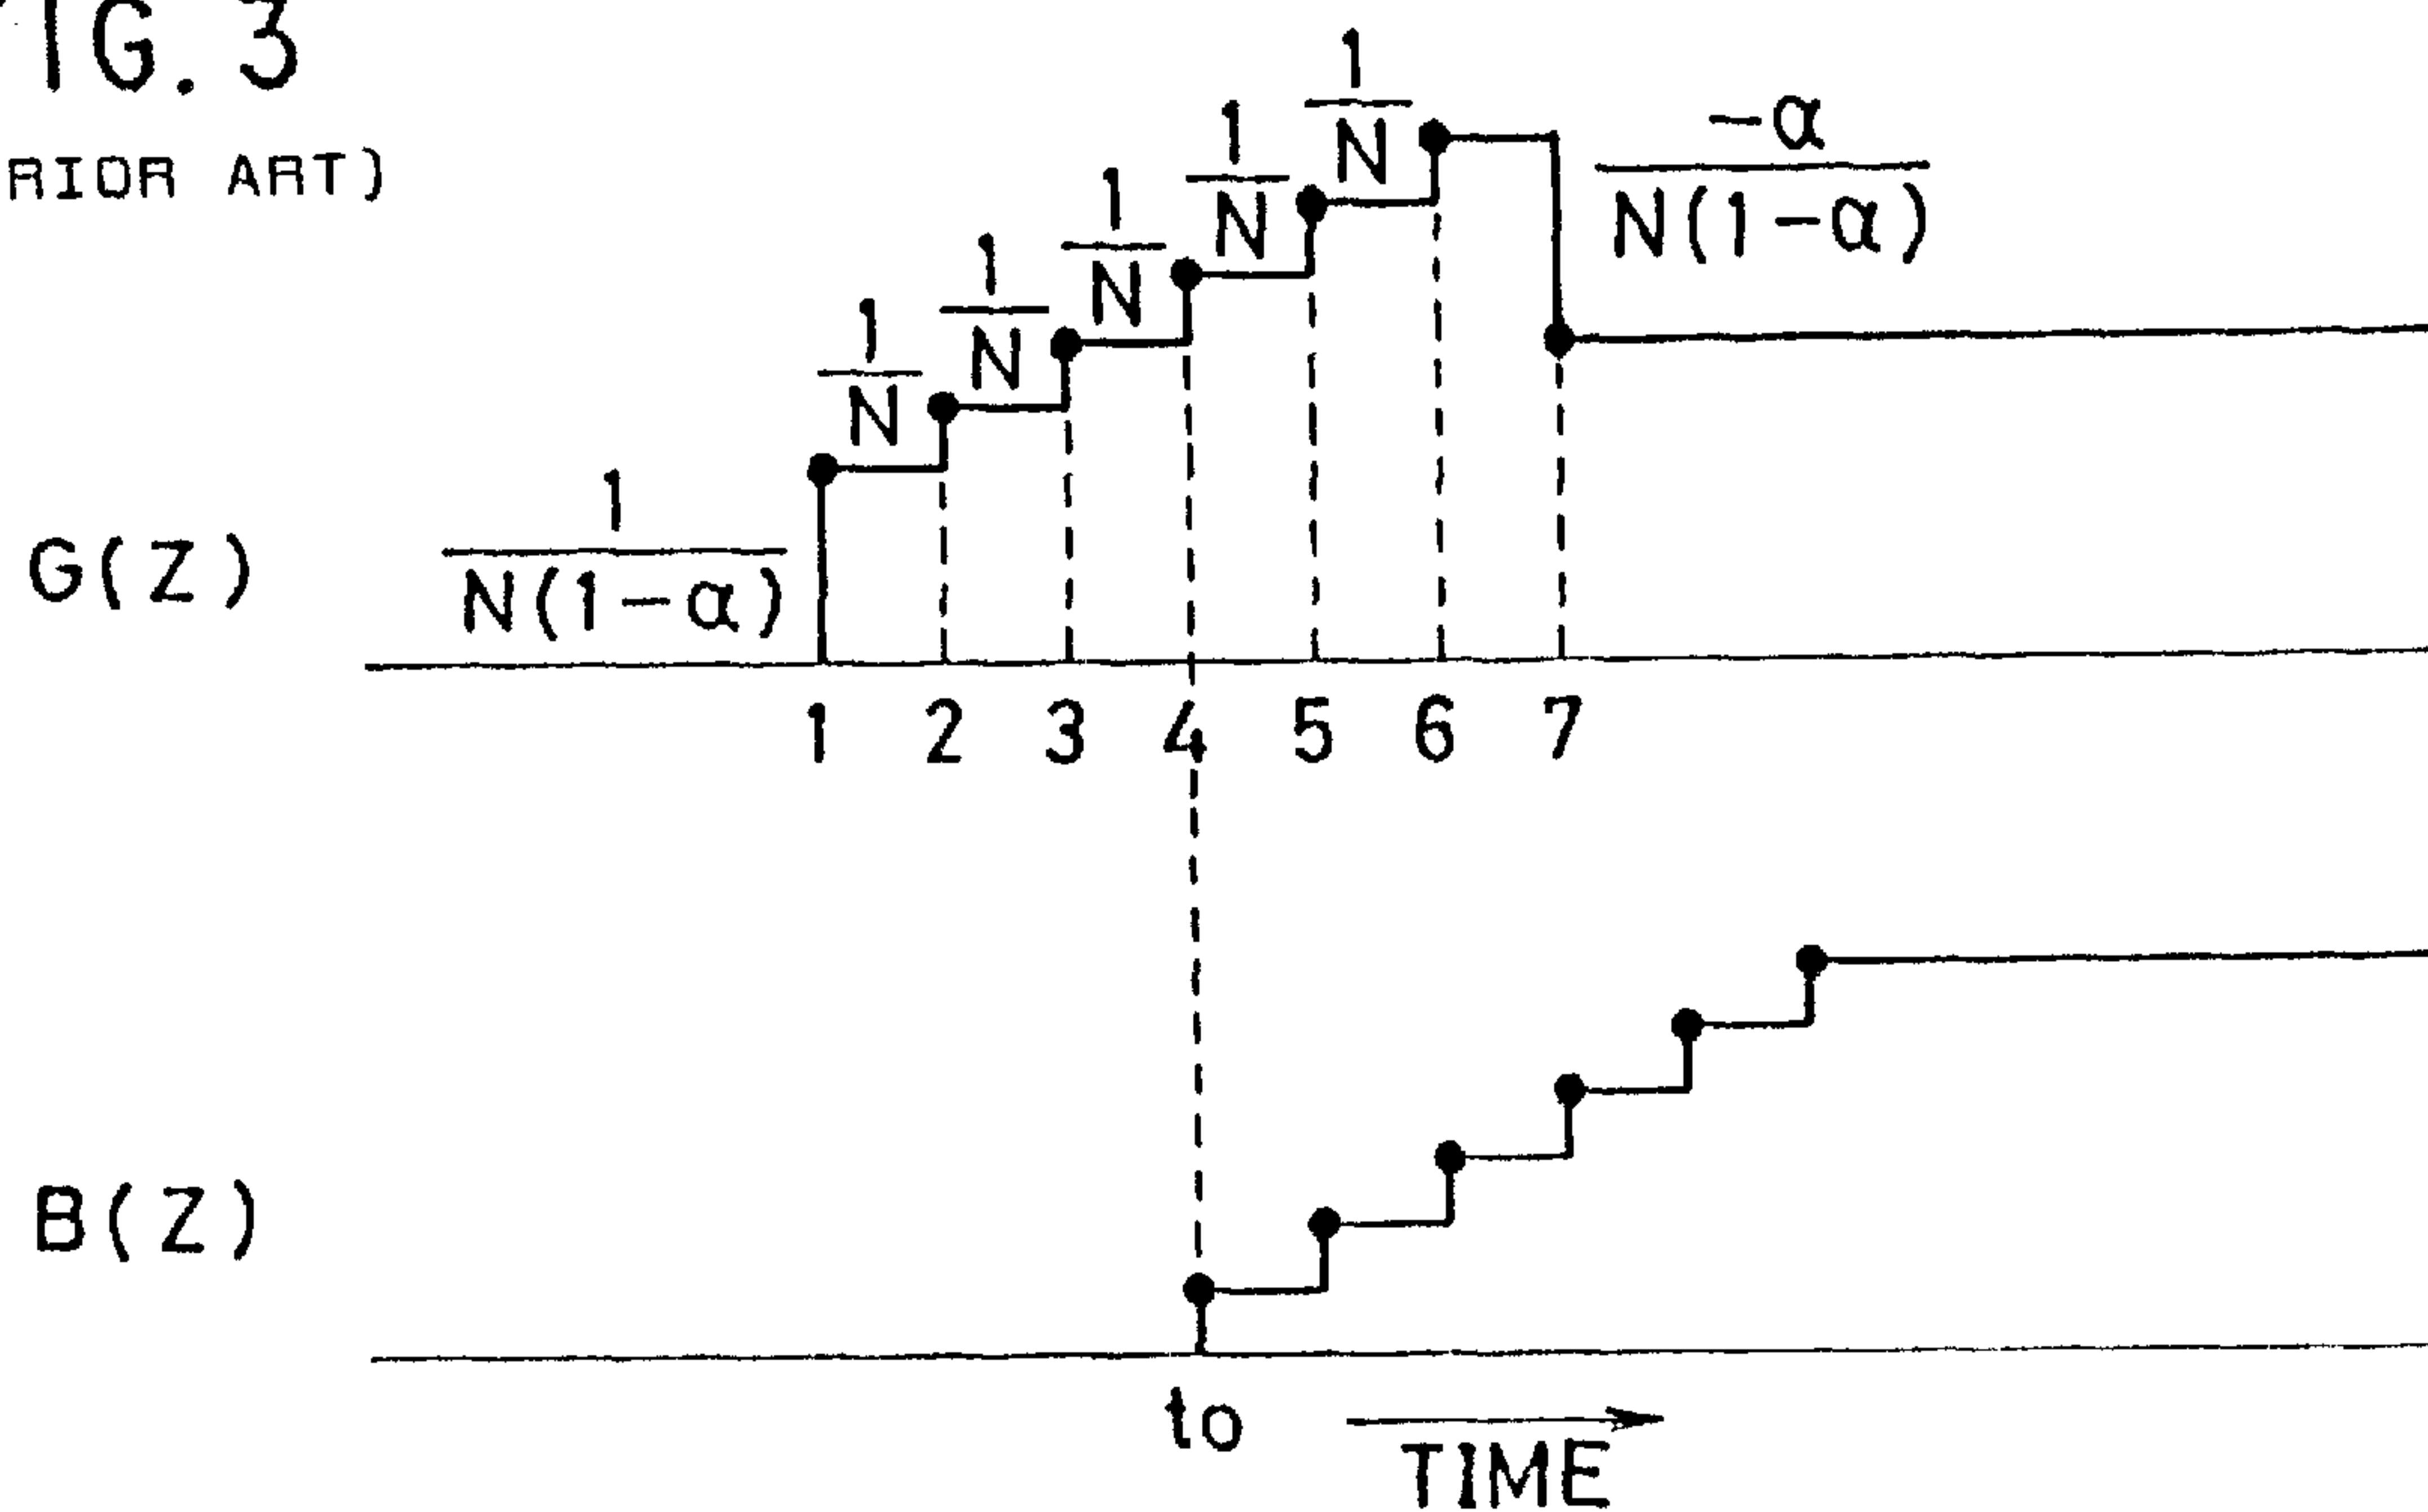 FIG. 3
RIOR ART)
1/N
1/N
1/N
1/N
1/N
-α/N(1-α)
1/N(1-α)
G(Z)
1 2 3 4 5 6 7
B(Z)
to
TIME